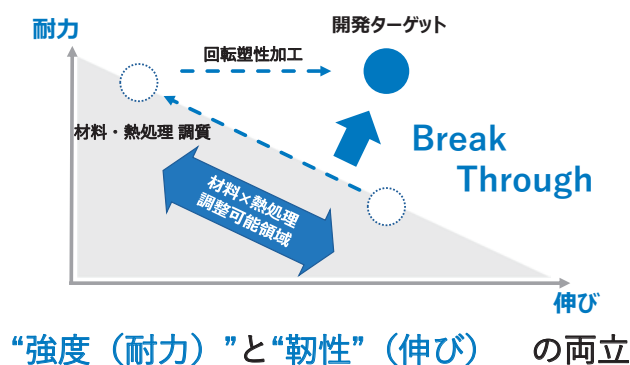 耐力
開発ターゲット
回転塑性加工
材料・熱処理 調質
Break
Through
材料×熱処理
調整可能領域
伸び
“強度（耐力）”と“靭性”（伸び） の両立